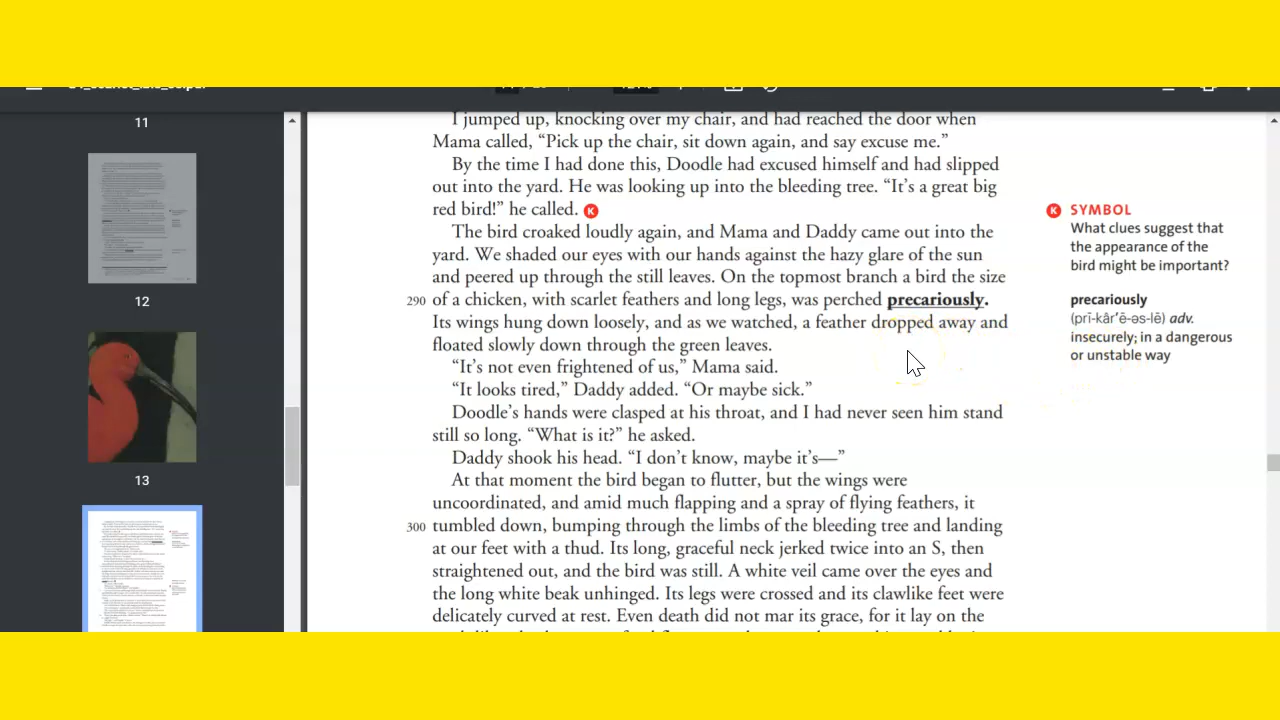 11
12
13
I jumped up, knocking over my chair, and had reached the door when
Mama called, “Pick up the chair, sit down again, and say excuse me.”
By the time I had done this, Doodle had excused himself and had slipped
out into the yard. He was looking up into the bleeding tree. “It’s a great big
red bird!” he called. K
The bird croaked loudly again, and Mama and Daddy came out into the
yard. We shaded our eyes with our hands against the hazy glare of the sun
and peered up through the still leaves. On the topmost branch a bird the size
290 of a chicken, with scarlet feathers and long legs, was perched precariously.
Its wings hung down loosely, and as we watched, a feather dropped away and
floated slowly down through the green leaves.
“It’s not even frightened of us,” Mama said.
“It looks tired,” Daddy added. “Or maybe sick.”
Doodle’s hands were clasped at his throat, and I had never seen him stand
still so long. “What is it?” he asked.
Daddy shook his head. “I don’t know, maybe it’s—”
At that moment the bird began to flutter, but the wings were
uncoordinated, and amid much flapping and a spray of flying feathers, it
300 tumbled down, bumping through the limbs of the bleeding tree and landing
at our feet with a thud. Its long, graceful neck jerked twice into an S, then
straightened out, and the bird was still. A white veil came over the eyes and
the long white beak unhinged. Its legs were crossed and its clawlike feet were
delicately curved at rest. Even death did not mar its grace, for it lay on the
K SYMBOL
What clues suggest that
the appearance of the
bird might be important?
precariously
(prĭ-kâr′ē-əs-lē) adv.
insecurely; in a dangerous
or unstable way